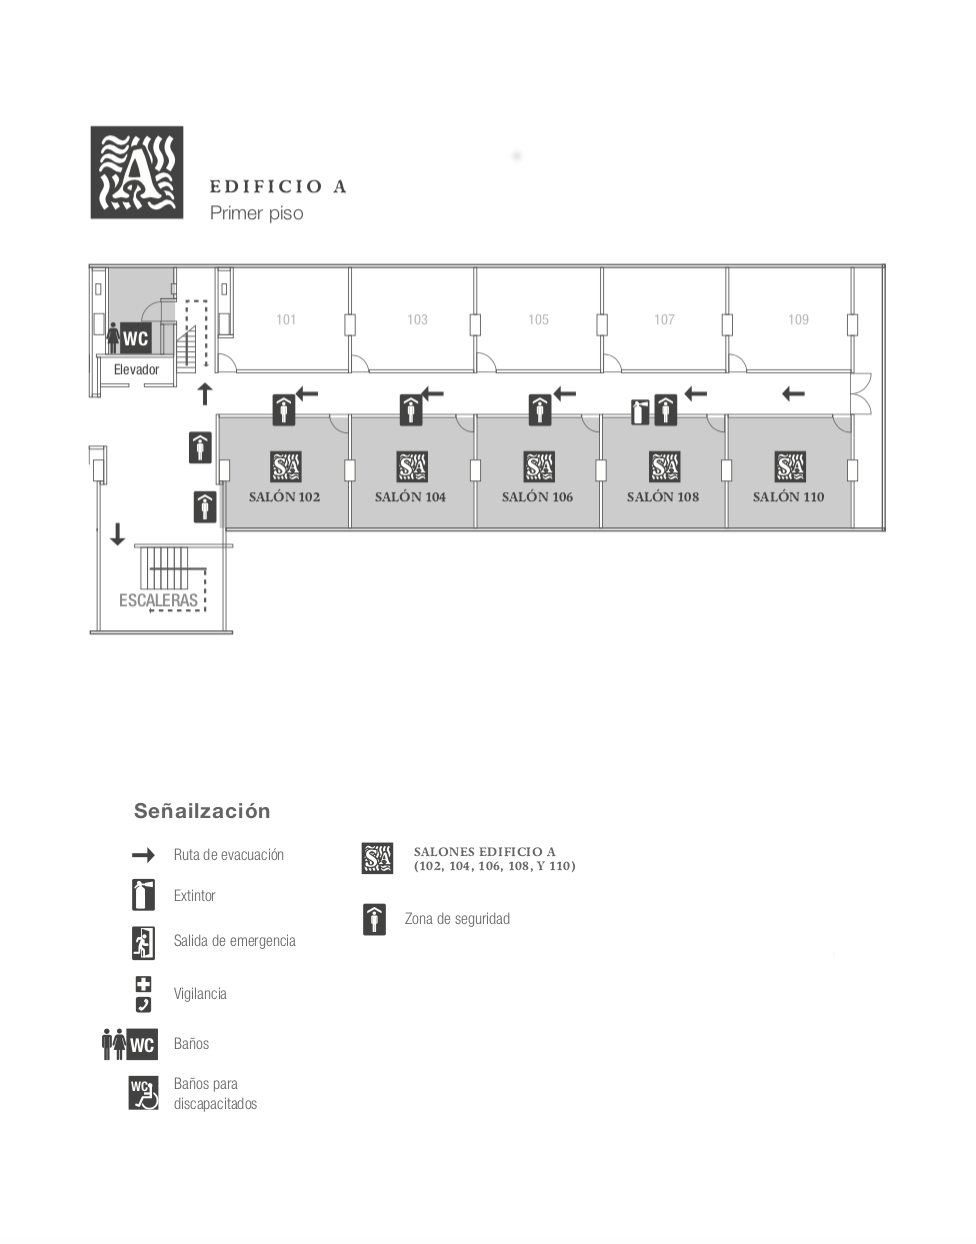 A
EDIFICIO A
Primer piso
101
103
105
107
109
WC
Elevador
SA
SA
SA
SA
SA
SALÓN 102
SALÓN 104
SALÓN 106
SALÓN 108
SALÓN 110
ESCALERAS
Señailzación
Ruta de evacuación
Extintor
Salida de emergencia
Vigilancia
WC
Baños
WC
Baños para
discapacitados
SA
SALONES EDIFICIO A
(102, 104, 106, 108, Y 110)
Zona de seguridad